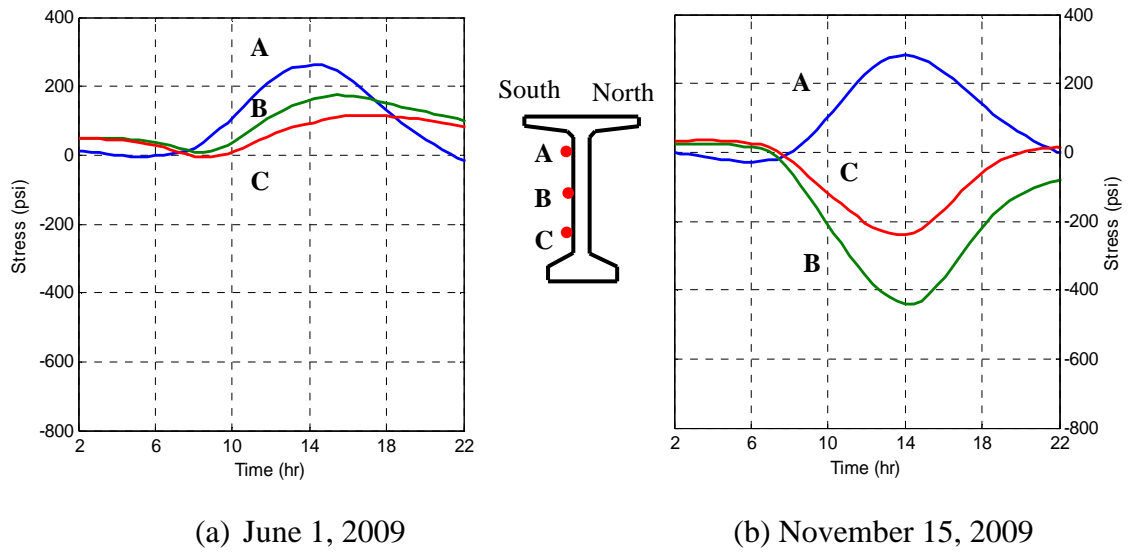 400
200
0
-200
-400
-600
-800
Stress (psi)
2
6
10
14
18
22
Time (hr)
A
B
C
South
North
A
B
C
400
200
0
-200
-400
-600
-800
Stress (psi)
2
6
10
14
18
22
Time (hr)
A
C
B
(a) June 1, 2009
(b) November 15, 2009